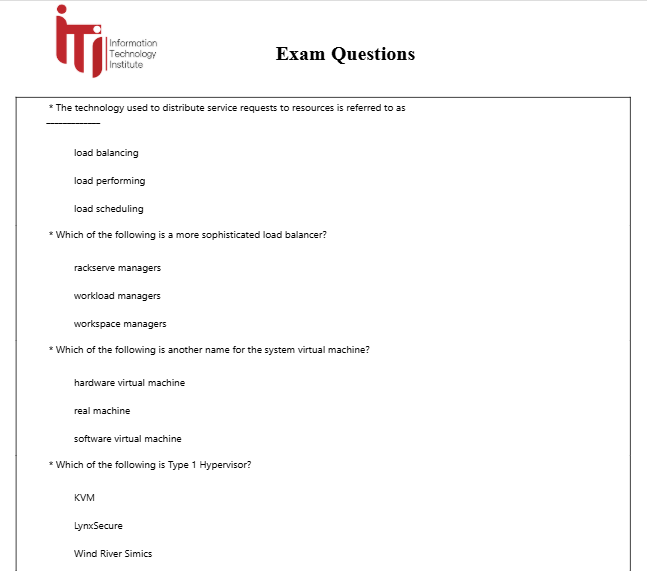 iTi
Information
Technology
Institute
Exam Questions
* The technology used to distribute service requests to resources is referred to as
_____________
load balancing
load performing
load scheduling
* Which of the following is a more sophisticated load balancer?
rackserve managers
workload managers
workspace managers
* Which of the following is another name for the system virtual machine?
hardware virtual machine
real machine
software virtual machine
* Which of the following is Type 1 Hypervisor?
KVM
LynxSecure
Wind River Simics